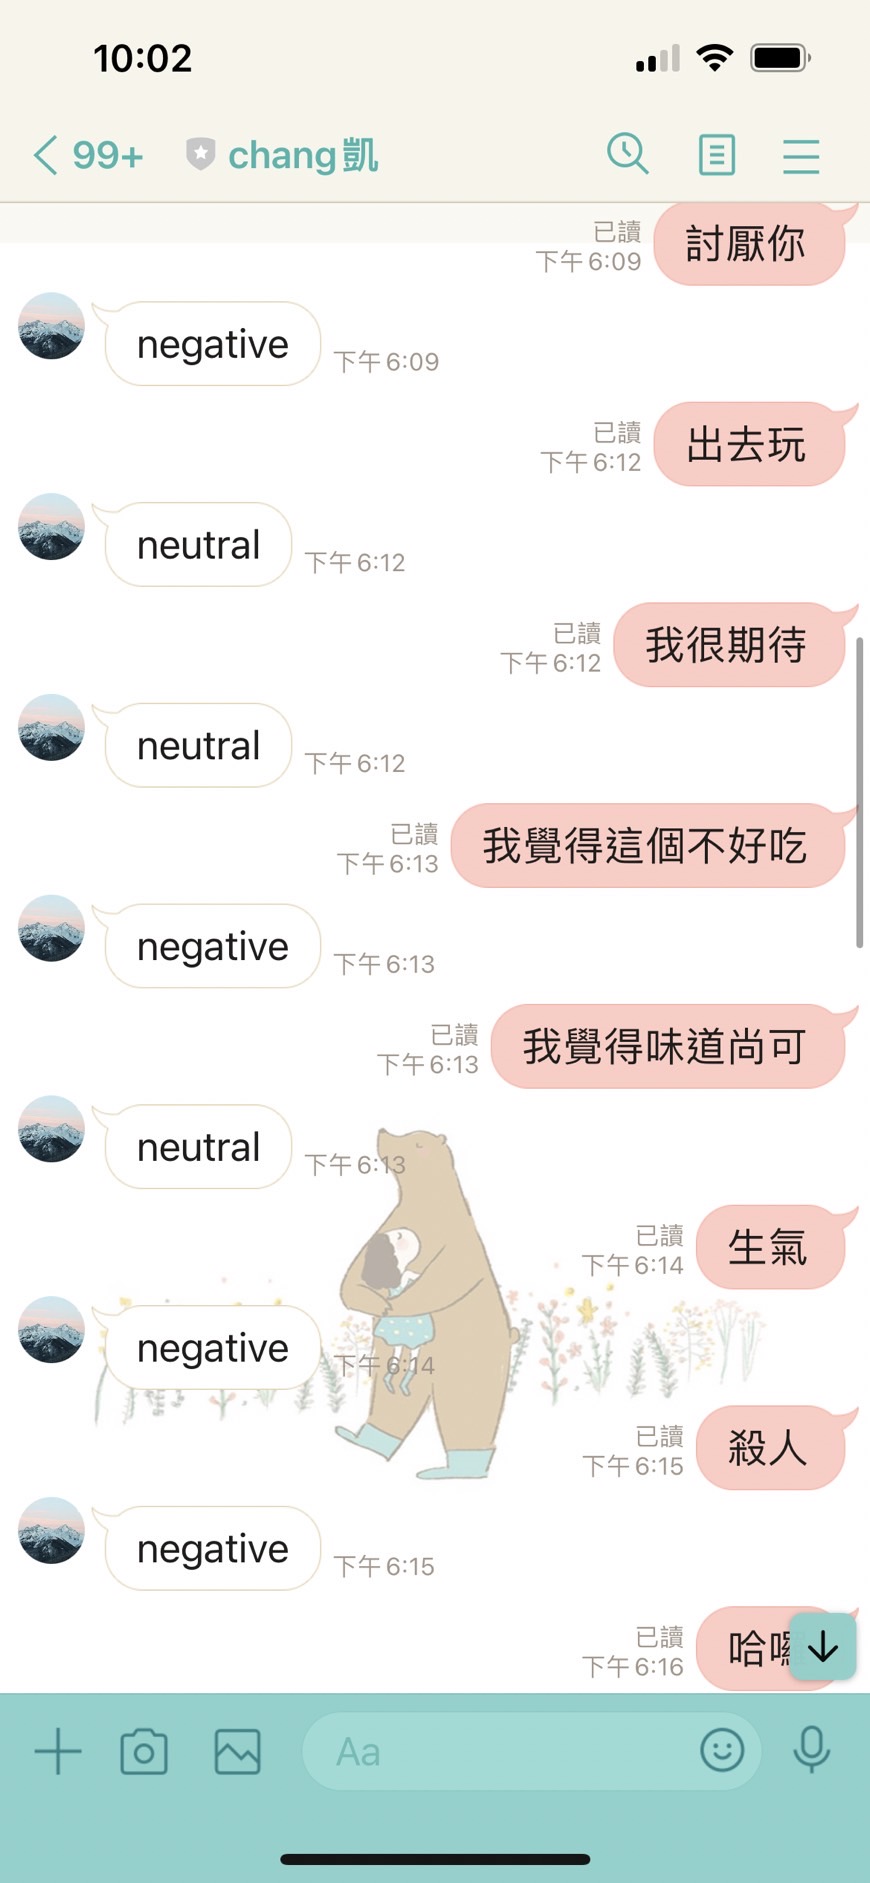 10:02
99+ chang凱
已讀
下午 6:09
討厭你
negative
下午 6:09
已讀
下午 6:12
出去玩
neutral
下午 6:12
已讀
下午 6:12
我很期待
neutral
下午 6:12
已讀
下午 6:13
我覺得這個不好吃
negative
下午 6:13
已讀
下午 6:13
我覺得味道尚可
neutral
下午 6:13
已讀
下午 6:14
生氣
negative
下午 6:14
已讀
下午 6:15
殺人
negative
下午 6:15
已讀
下午 6:16
哈囉
Aa